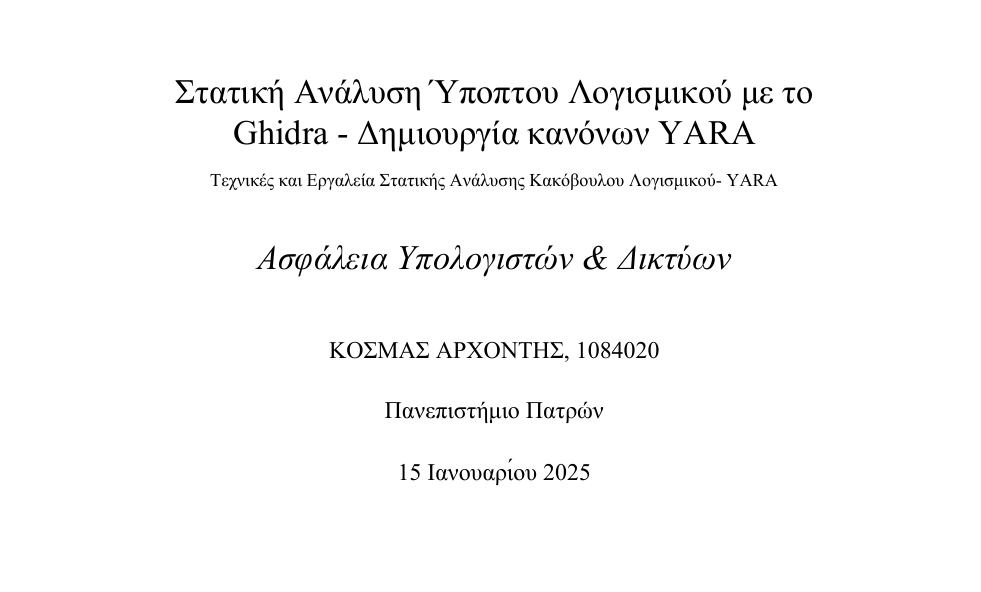 Στατική Ανάλυση Ύποπτου Λογισμικού με το
Ghidra - Δημιουργία κανόνων YARA
Τεχνικές και Εργαλεία Στατικής Ανάλυσης Κακόβουλου Λογισμικού- YARA
Ασφάλεια Υπολογιστών & Δικτύων
ΚΟΣΜΑΣ ΑΡΧΟΝΤΗΣ, 1084020
Πανεπιστήμιο Πατρών
15 Ιανουαρίου 2025